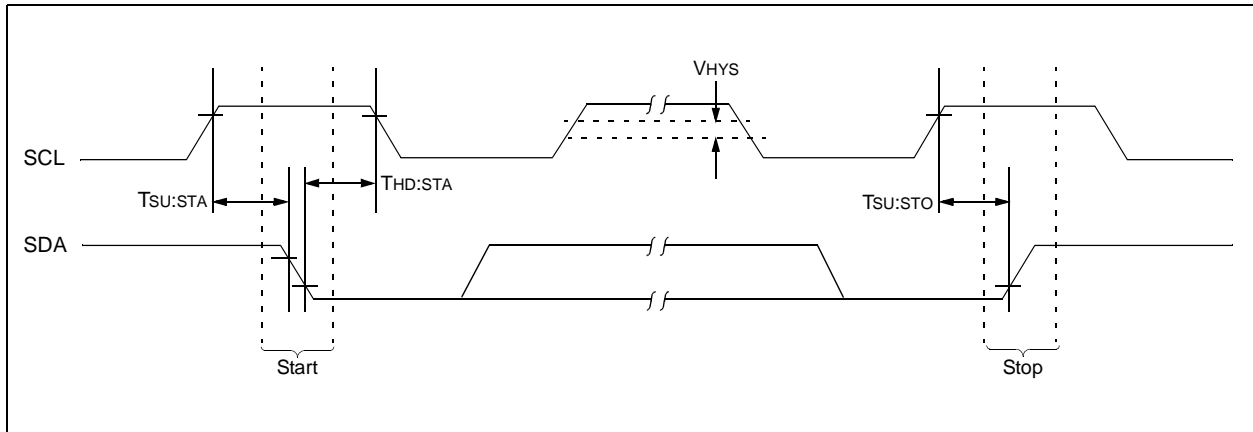 VHYS
SCL
THD:STA
TSU:STA
TSU:STO
SDA
Start
Stop